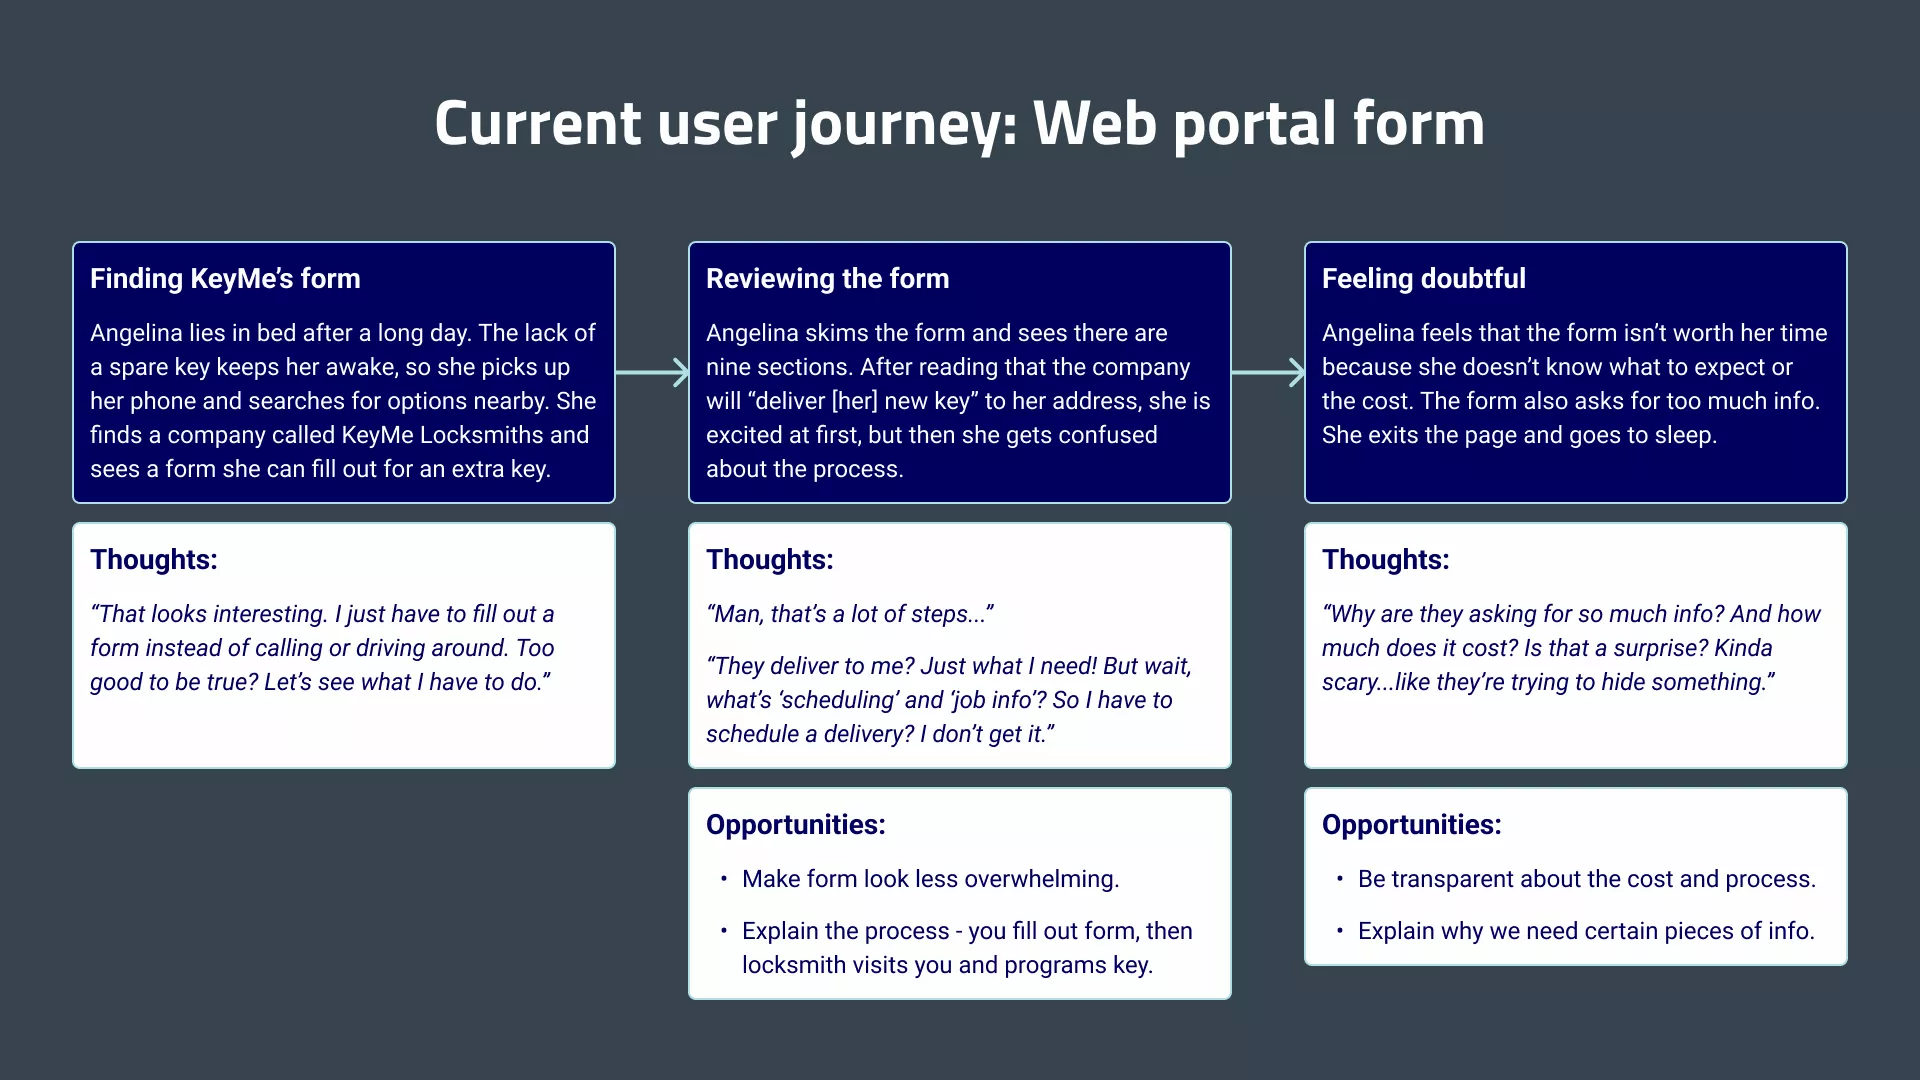 Current user journey: Web portal form
Finding KeyMe’s form
Angelina lies in bed after a long day. The lack of
a spare key keeps her awake, so she picks up
her phone and searches for options nearby. She
finds a company called KeyMe Locksmiths and
sees a form she can fill out for an extra key.
Thoughts:
“That looks interesting. I just have to fill out a
form instead of calling or driving around. Too
good to be true? Let’s see what I have to do.”
Reviewing the form
Angelina skims the form and sees there are
nine sections. After reading that the company
will “deliver [her] new key” to her address, she is
excited at first, but then she gets confused
about the process.
Thoughts:
“Man, that’s a lot of steps...”
“They deliver to me? Just what I need! But wait,
what’s ‘scheduling’ and ‘job info’? So I have to
schedule a delivery? I don’t get it.”
Opportunities:
• Make form look less overwhelming.
• Explain the process - you fill out form, then
locksmith visits you and programs key.
Feeling doubtful
Angelina feels that the form isn’t worth her time
because she doesn’t know what to expect or
the cost. The form also asks for too much info.
She exits the page and goes to sleep.
Thoughts:
“Why are they asking for so much info? And how
much does it cost? Is that a surprise? Kinda
scary...like they’re trying to hide something.”
Opportunities:
• Be transparent about the cost and process.
• Explain why we need certain pieces of info.